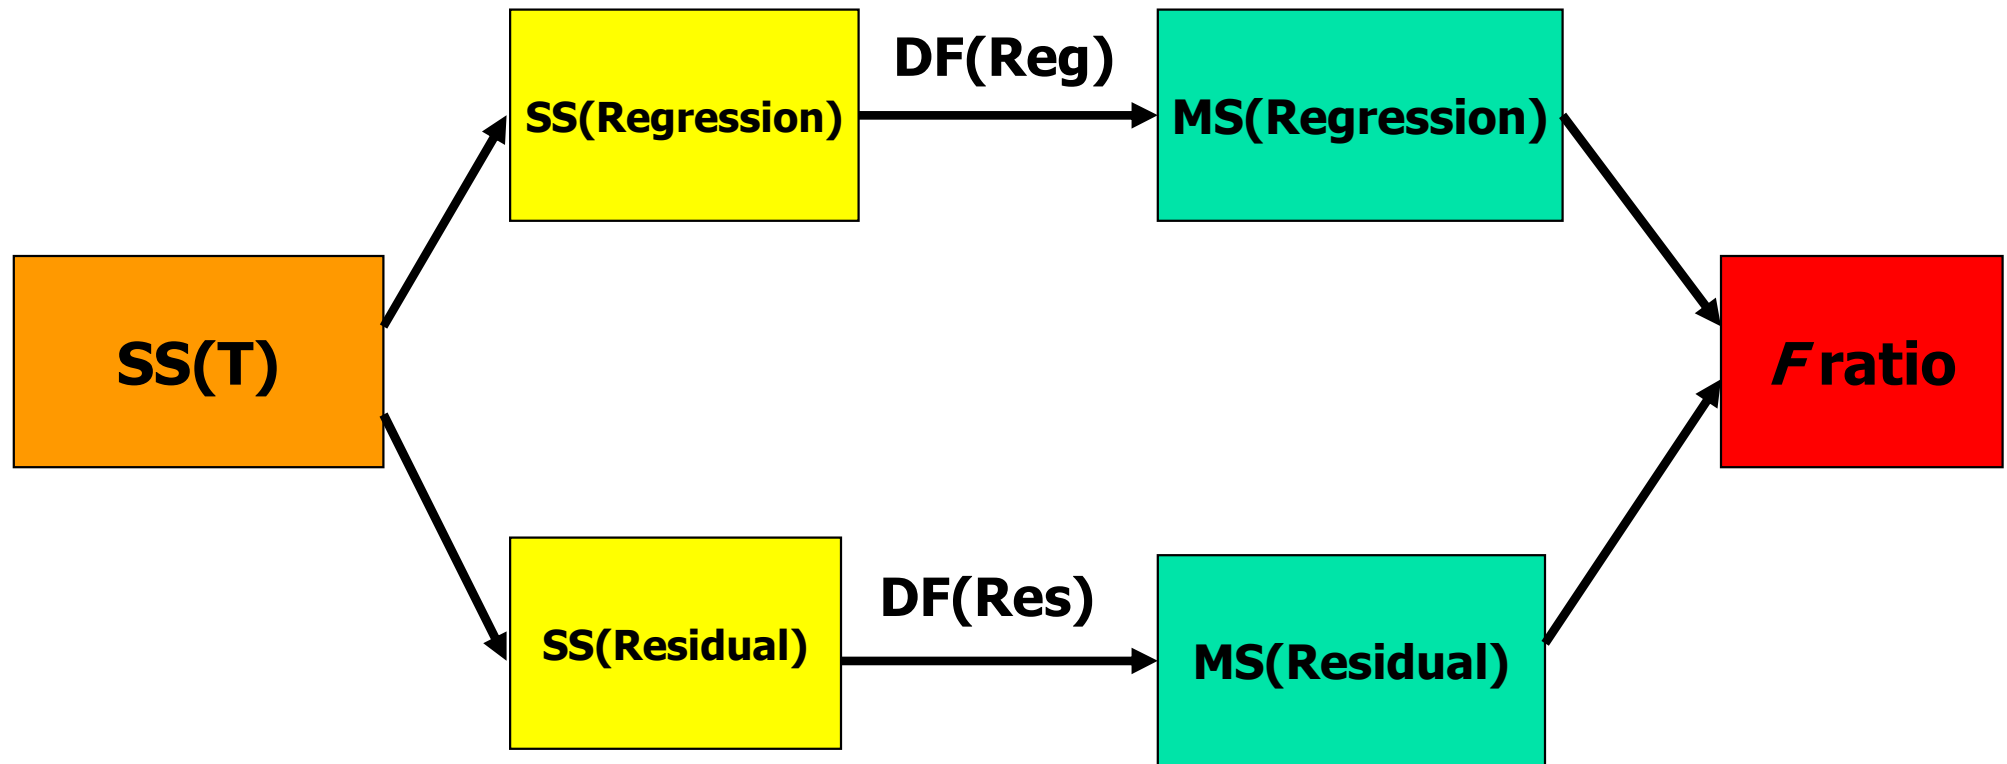 DF(Reg)
SS(Regression)
MS(Regression)
SS(T)
F ratio
DF(Res)
SS(Residual)
MS(Residual)